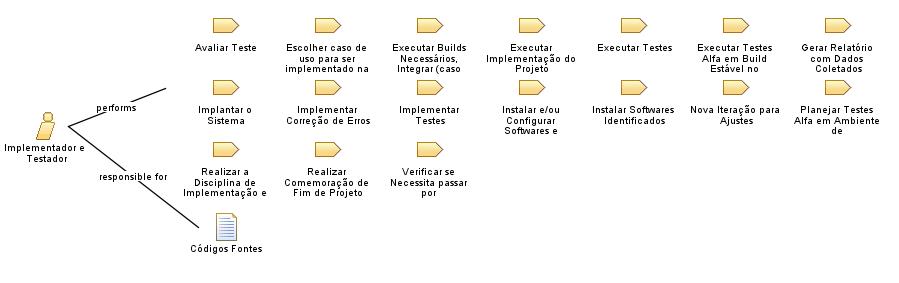 Avaliar Teste
Escolher caso de
uso para ser
implementado na
Executar Builds
Necessários,
Integrar (caso
Executar
Implementação do
Projeto
Executar Testes
Executar Testes
Alfa em Build
Estável no
Gerar Relatório
com Dados
Coletados
performs
Implantar o
Sistema
Implementar
Correção de Erros
Implementar
Testes
Instalar e/ou
Configurar
Softwares e
Instalar Softwares
Identificados
Nova Iteração para
Ajustes
Planejar Testes
Alfa em Ambiente
de
Implementador e
Testador
responsible for
Realizar a
Disciplina de
Implementação e
Realizar
Comemoração de
Fim de Projeto
Verificar se
Necessita passar
por
Códigos Fontes